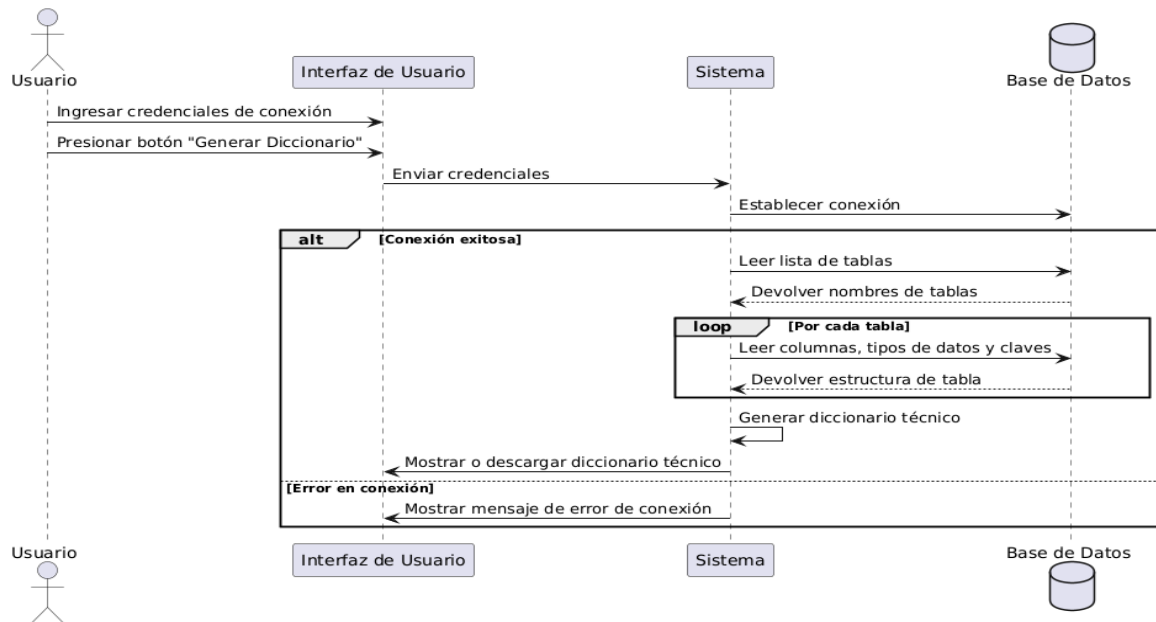 Usuario
Interfaz de Usuario
Sistema
Base de Datos
Ingresar credenciales de conexión
Presionar botón "Generar Diccionario"
Enviar credenciales
Establecer conexión
alt [Conexión exitosa]
Leer lista de tablas
Devolver nombres de tablas
loop [Por cada tabla]
Leer columnas, tipos de datos y claves
Devolver estructura de tabla
Generar diccionario técnico
Mostrar o descargar diccionario técnico
[Error en conexión]
Mostrar mensaje de error de conexión
Usuario
Interfaz de Usuario
Sistema
Base de Datos